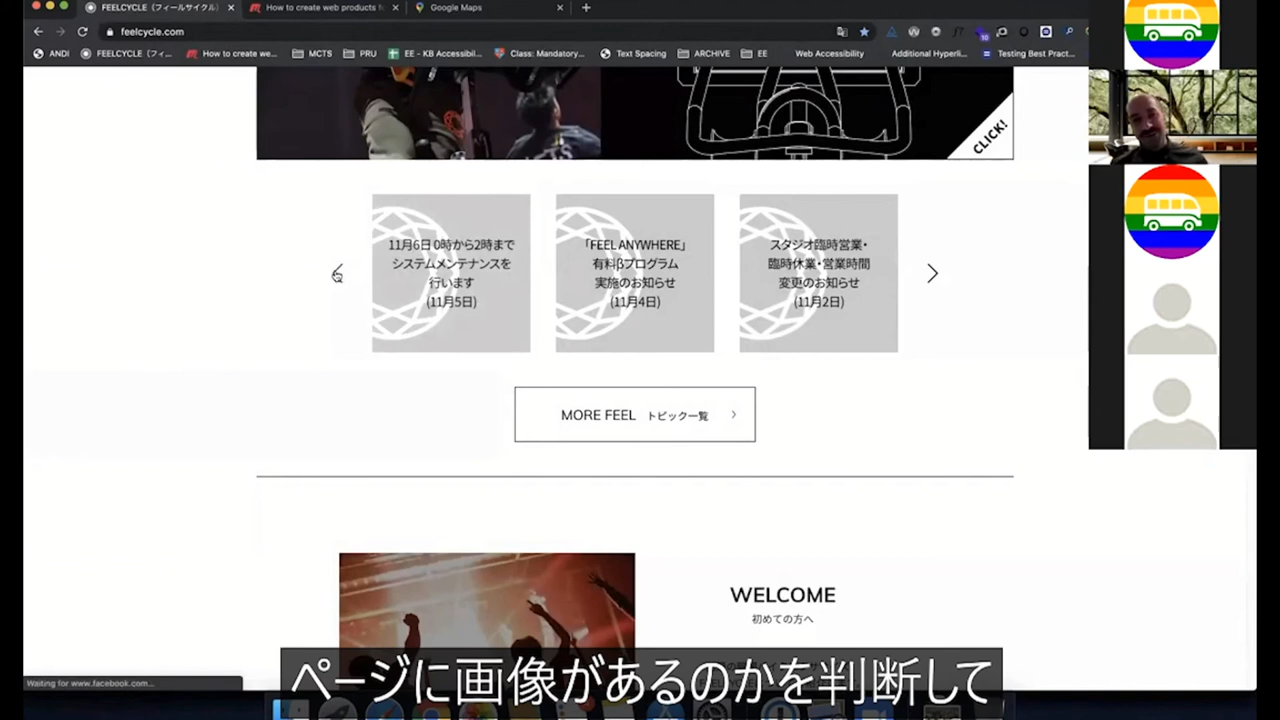 FEELCYCLE (フィールサイクル)
How to create web products f
Google Maps
feelcycle.com
ANDI
FEELCYCLE (フィ...
How to create we...
MCTS
PRU
EE - KB Accessibil...
Class: Mandatory...
Text Spacing
ARCHIVE
EE
Web Accessibility
Additional Hyperli...
Testing Best Pract...
CLICK!
11月6日 0時から2時まで
システムメンテナンスを
行います
(11月5日)
「FEEL ANYWHERE」
有料βプログラム
実施のお知らせ
(11月4日)
スタジオ臨時営業・
臨時休業・営業時間
変更のお知らせ
(11月2日)
MORE FEEL トピック一覧
WELCOME
初めての方へ
ページに画像があるのかを判断して
Waiting for www.facebook.com...